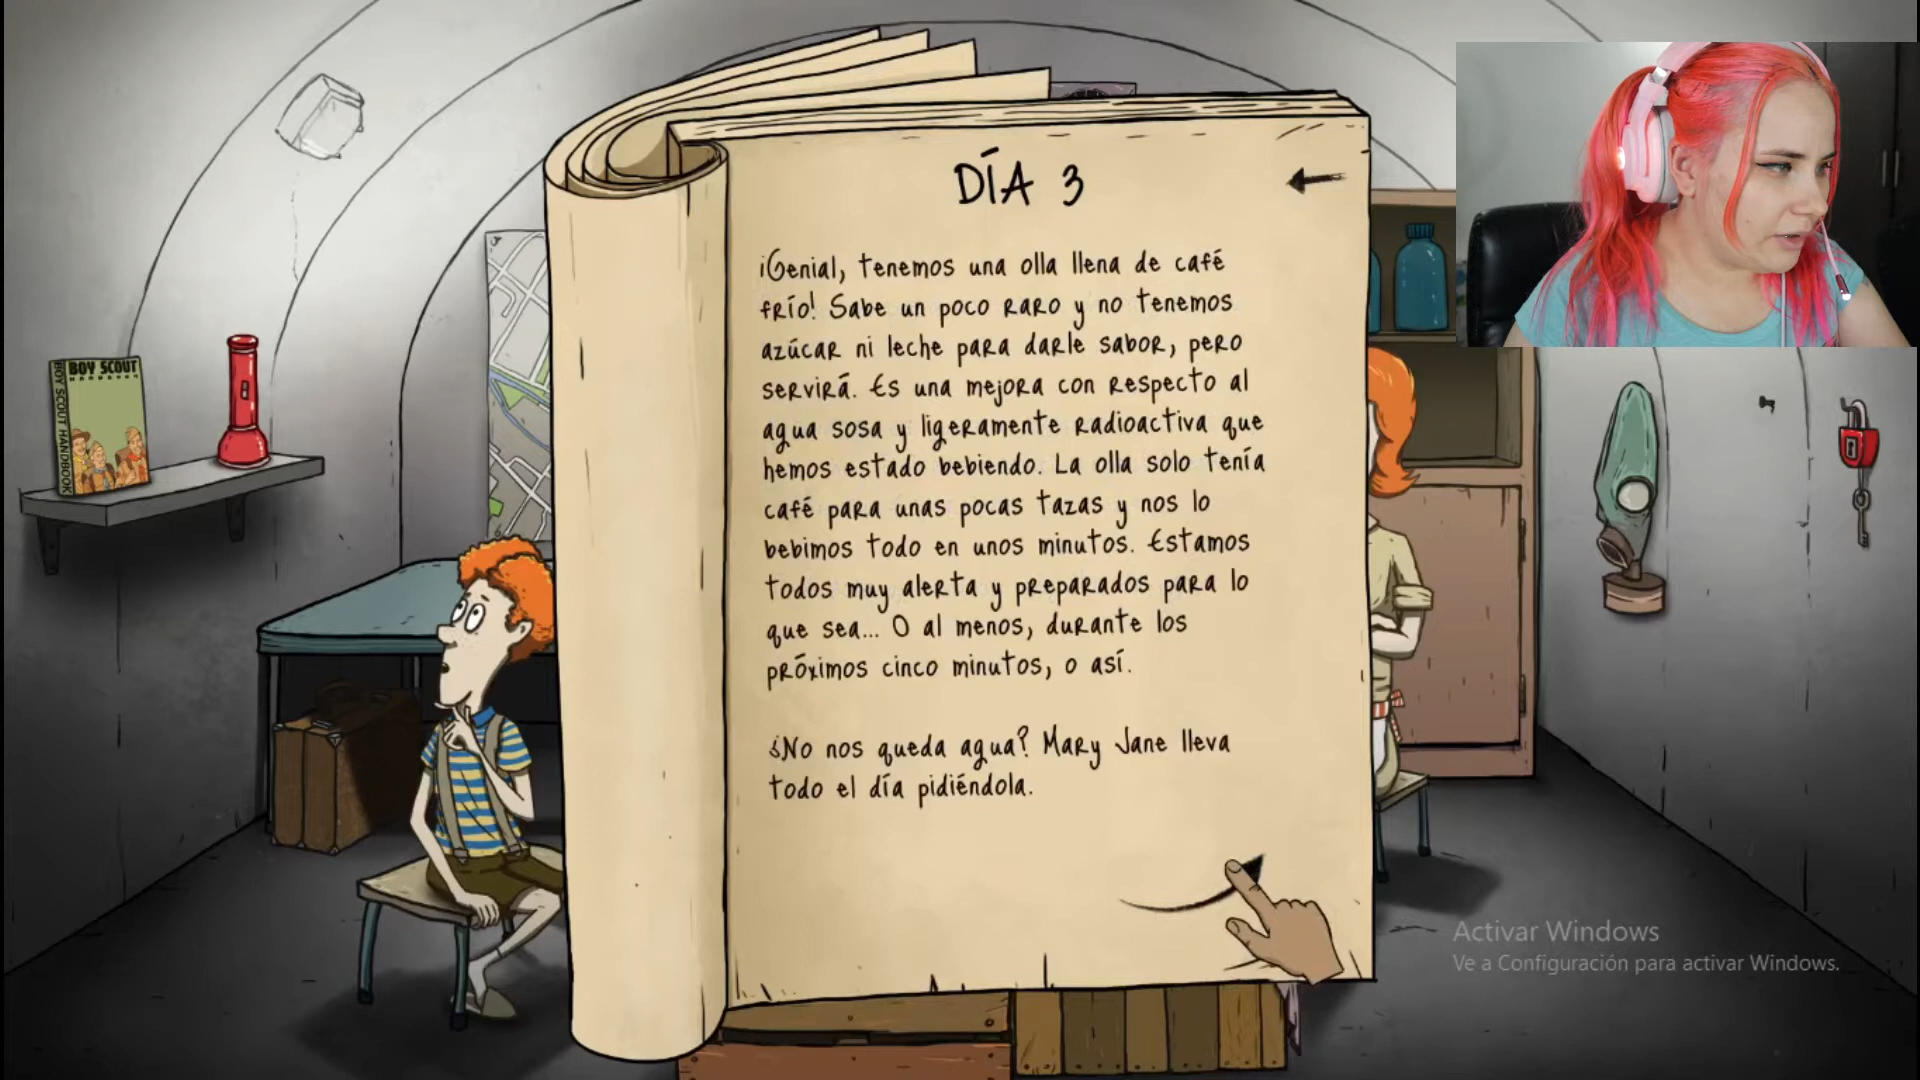 DÍA 3
¡Genial, tenemos una olla llena de café
frío! Sabe un poco raro y no tenemos
azúcar ni leche para darle sabor, pero
servirá. Es una mejora con respecto al
agua sosa y ligeramente radioactiva que
hemos estado bebiendo. La olla solo tenía
café para unas pocas tazas y nos lo
bebimos todo en unos minutos. Estamos
todos muy alerta y preparados para lo
que sea... O al menos, durante los
próximos cinco minutos, o así.
¿No nos queda agua? Mary Jane lleva
todo el día pidiéndola.
BOY SCOUT
HANDBOOK
BOY SCOUT HANDBOOK
Activar Windows
Ve a Configuración para activar Windows.